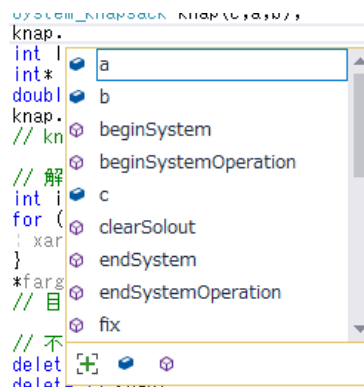 System_knapsack knap(c,a,b);
knap.
int l
int*
doubl
knap.
// kn
// 解
int i
for (
xar
}
*farg
// 目
// 不
delet
delet
a
b
beginSystem
beginSystemOperation
c
clearSolout
endSystem
endSystemOperation
fix